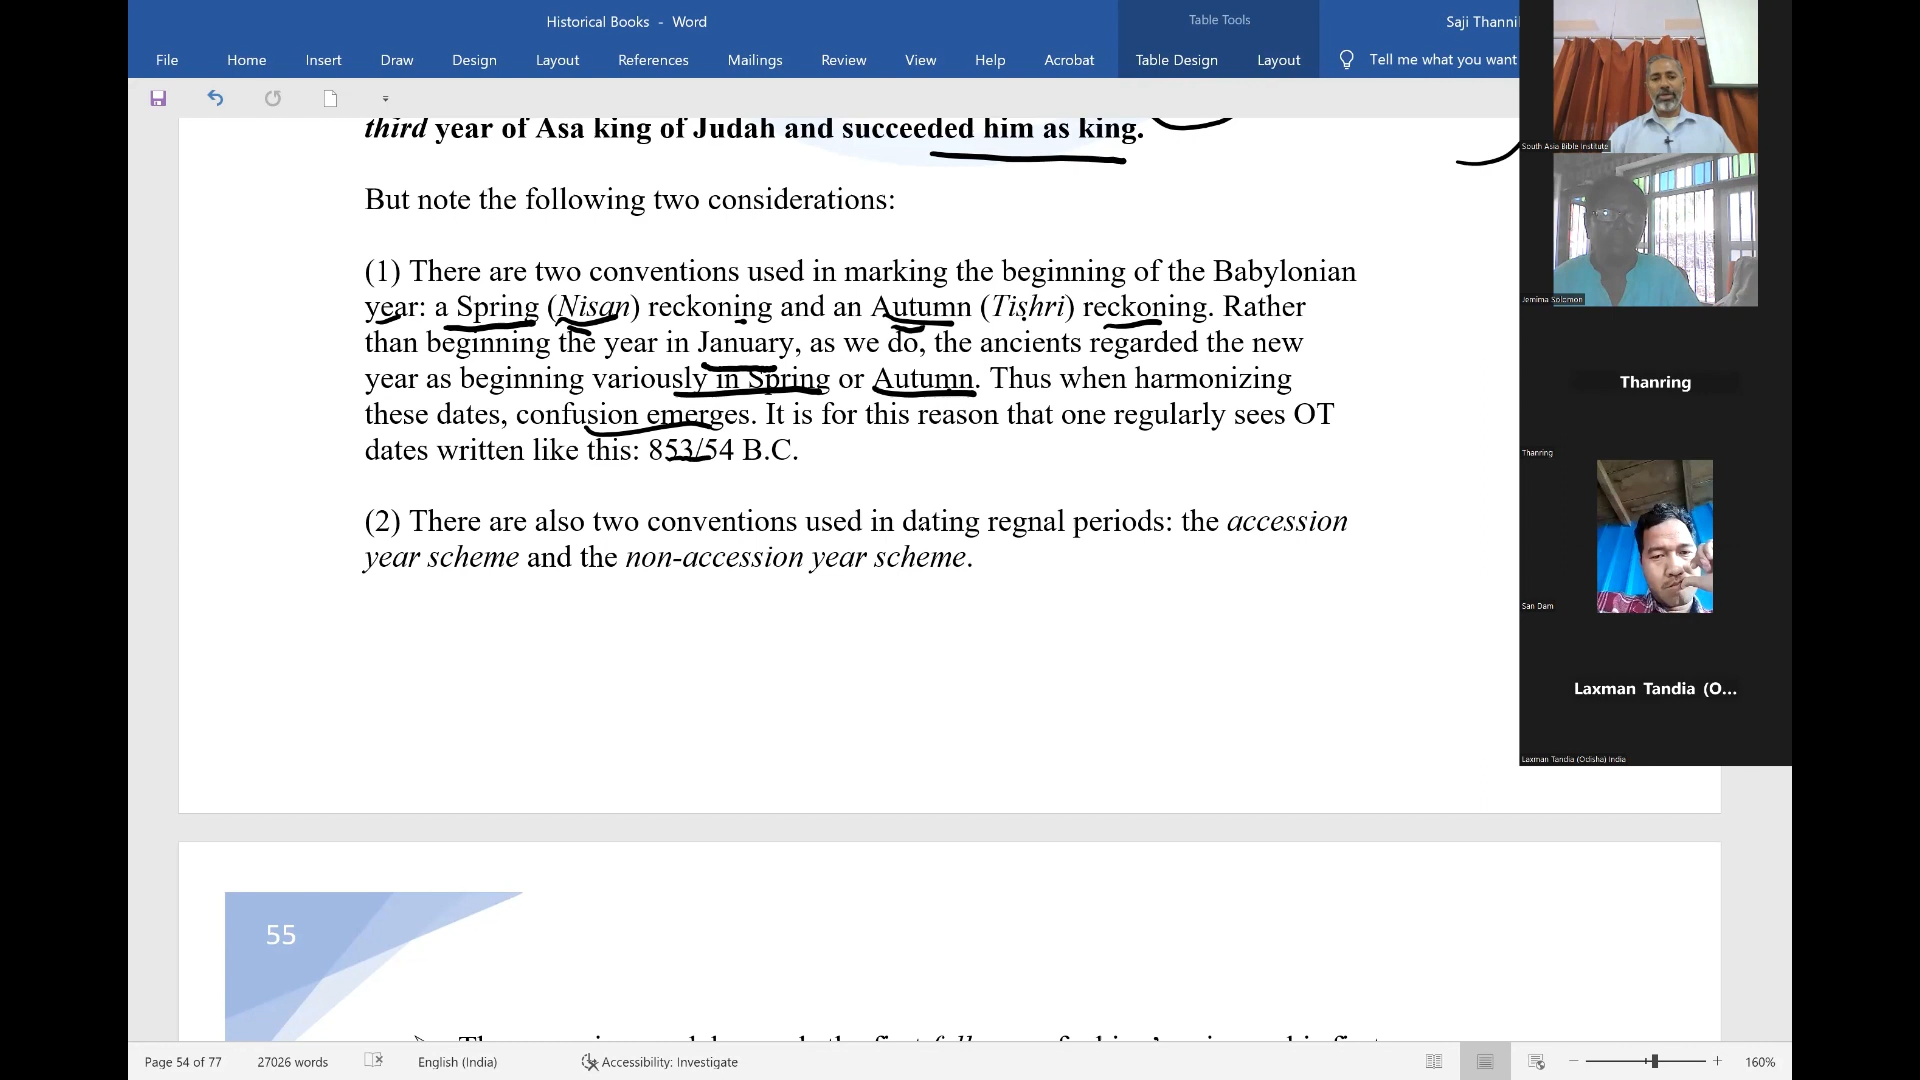 Historical Books - Word
Table Tools
Saji Thannil
File Home Insert Draw Design Layout References Mailings Review View Help Acrobat Table Design Layout Tell me what you want
third year of Asa king of Judah and succeeded him as king.
But note the following two considerations:
(1) There are two conventions used in marking the beginning of the Babylonian
year: a Spring (Nisan) reckoning and an Autumn (Tishri) reckoning. Rather
than beginning the year in January, as we do, the ancients regarded the new
year as beginning variously in Spring or Autumn. Thus when harmonizing
these dates, confusion emerges. It is for this reason that one regularly sees OT
dates written like this: 853/54 B.C.
(2) There are also two conventions used in dating regnal periods: the accession
year scheme and the non-accession year scheme.
55
Page 54 of 77 27026 words English (India) Accessibility: Investigate 160%
South Asia Bible Institute
Jemima Solomon
Thanring
Thanring
San Dam
Laxman Tandia (O...
Laxman Tandia (Odisha) India